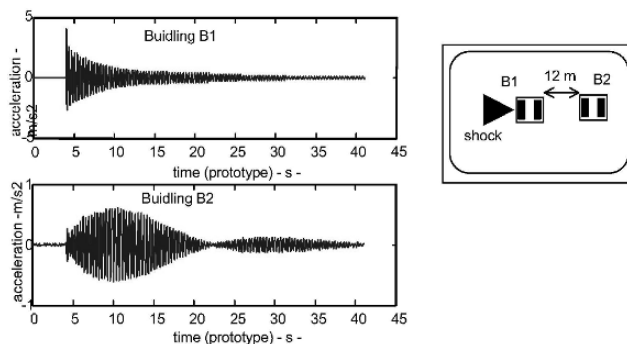 Buidling B1
acceleration -
m/s2
5
0
0 5 10 15 20 25 30 35 40 45
time (prototype) - s -
Buidling B2
acceleration -m/s2
1
0
-1
0 5 10 15 20 25 30 35 40 45
time (prototype) - s -
B1
12 m
B2
shock